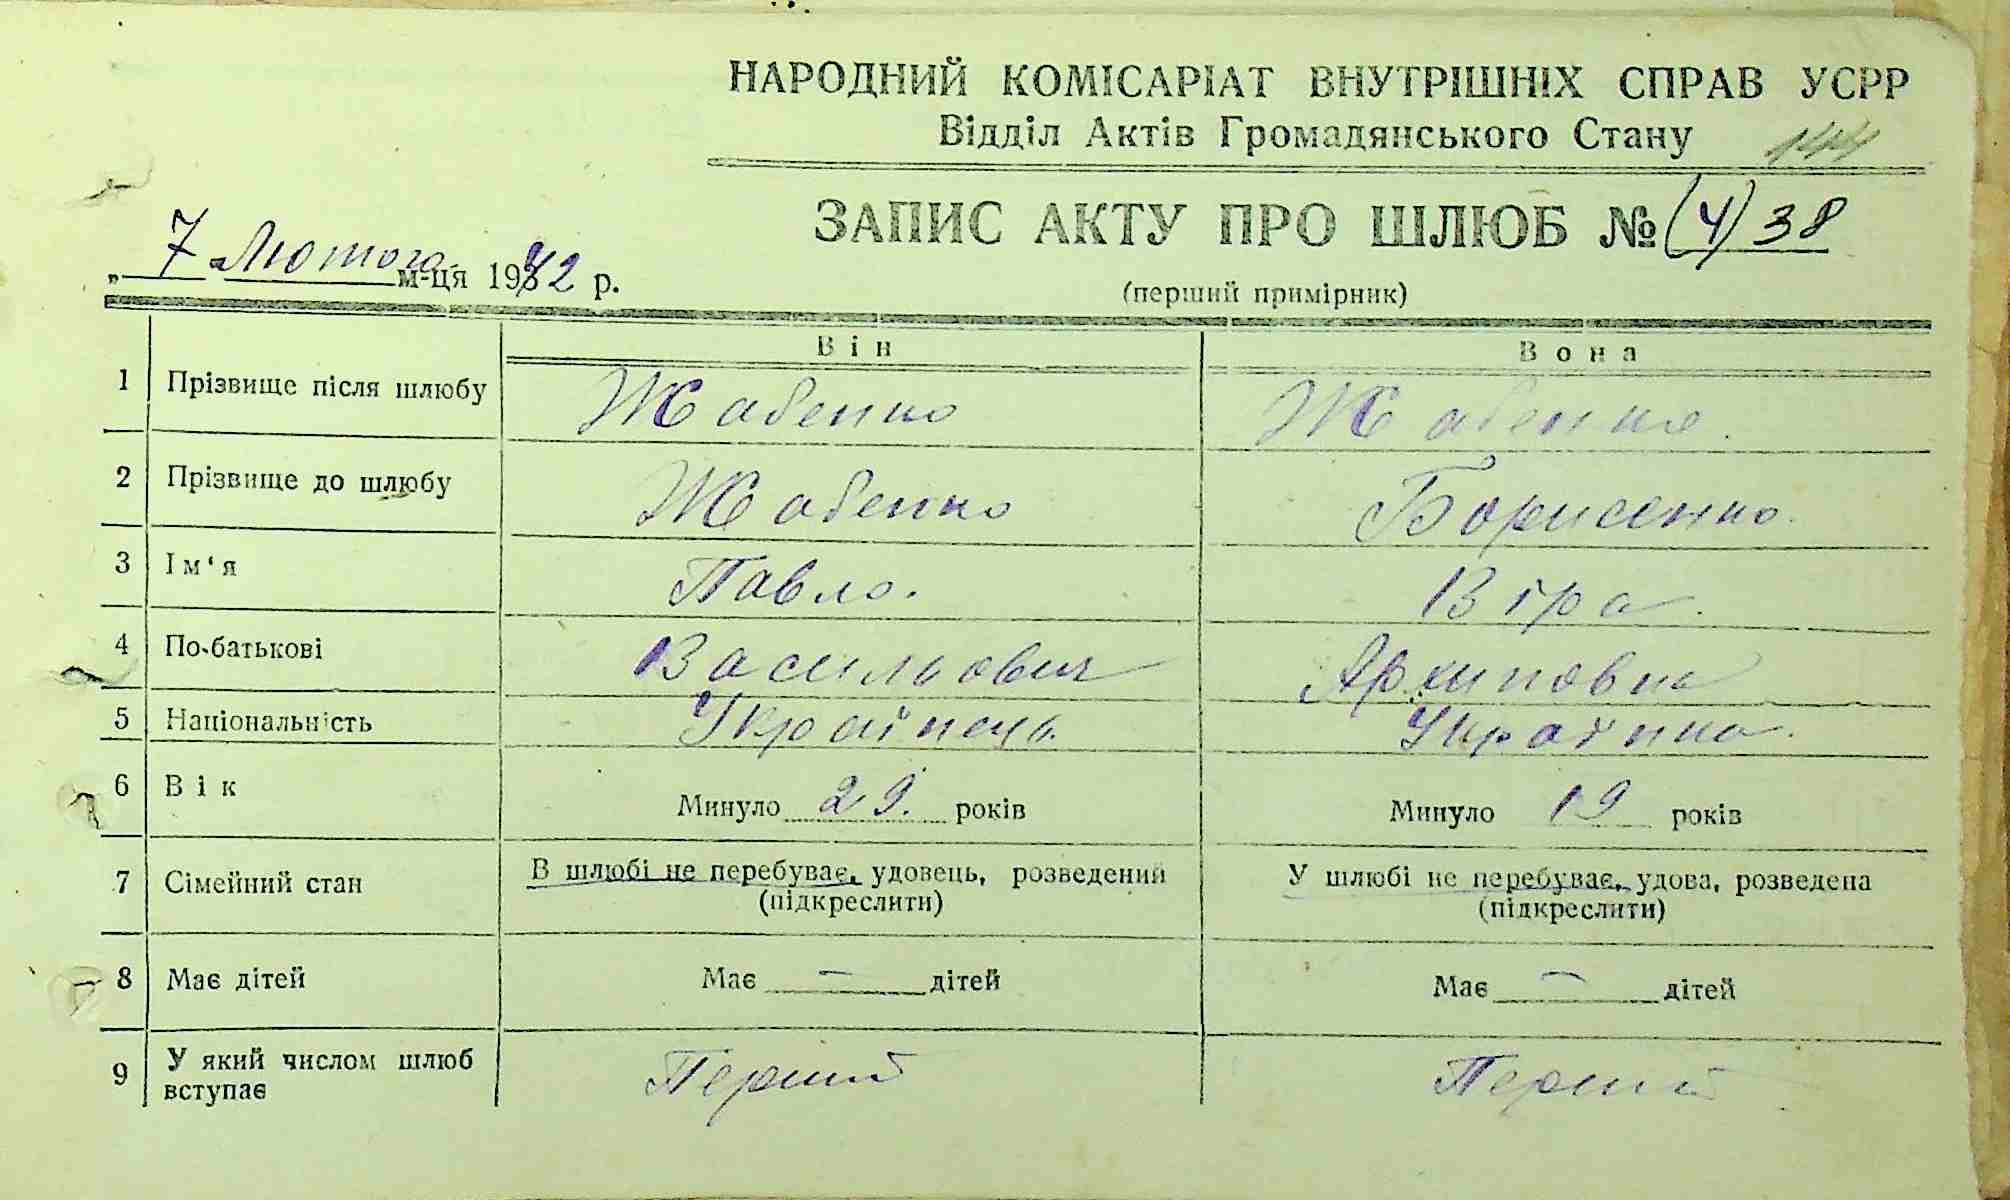 НАРОДНИЙ КОМІСАРІАТ ВНУТРІШНІХ СПРАВ УСРР
Відділ Актів Громадянського Стану 144
ЗАПИС АКТУ ПРО ШЛЮБ № (4) 38
„ 7 Лютого м-ця 1942 р.
(перший примірник)
Він Вона
1 Прізвище після шлюбу Жабенко Жабенко
2 Прізвище до шлюбу Жабенко Борисенко
3 Ім‘я Павло. Віра
4 По-батькові Васильович Архиповна
5 Національність Українець Українка
6 Вік Минуло 29 років Минуло 19 років
7 Сімейний стан В шлюбі не перебуває, удовець, розведений У шлюбі не перебуває, удова, розведена
(підкреслити) (підкреслити)
8 Має дітей Має — дітей Має — дітей
9 У який числом шлюб вступає Перший Перший